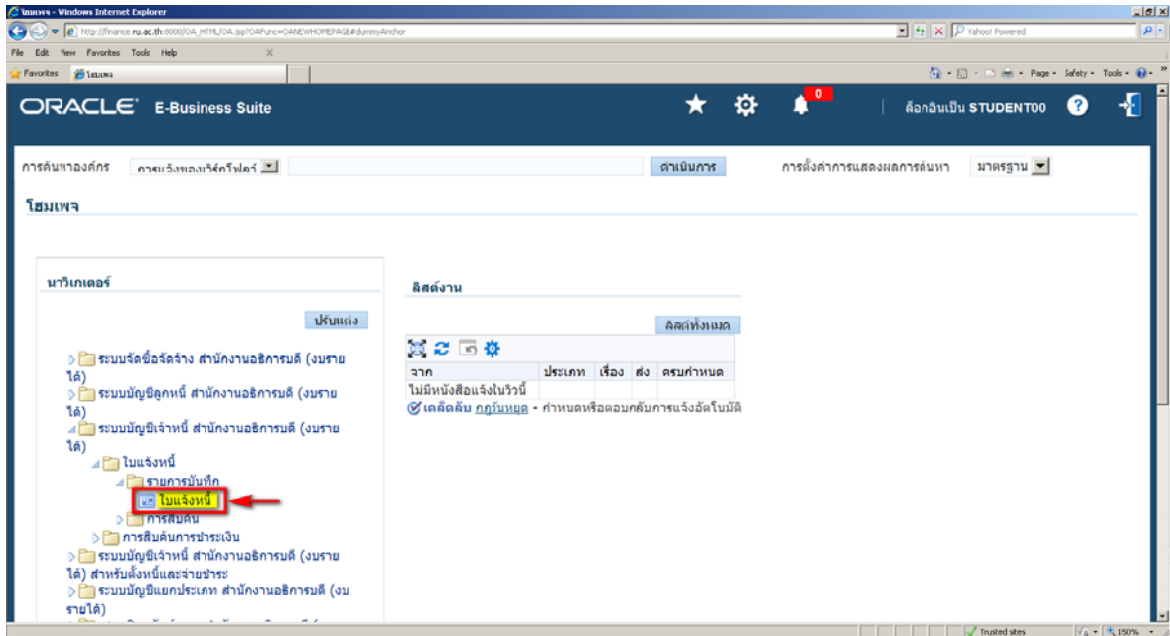 โฮมเพจ - Windows Internet Explorer
http://finance.ru.ac.th:8000/OA_HTML/OA.jsp?OAFunc=OANEWHOMEPAGE#dummyAnchor
Yahoo! Powered
File Edit View Favorites Tools Help
Favorites โฮมเพจ Page Safety Tools
ORACLE E-Business Suite 0 ล็อกอินเป็น STUDENT00
การค้นหาองค์กร การแจ้งของเวิร์กโฟลว์ ดำเนินการ การตั้งค่าการแสดงผลการค้นหา มาตรฐาน
โฮมเพจ
นาวิเกเตอร์
ปรับแต่ง
ระบบจัดซื้อจัดจ้าง สำนักงานอธิการบดี (งบราย
ได้)
ระบบบัญชีลูกหนี้ สำนักงานอธิการบดี (งบราย
ได้)
ระบบบัญชีเจ้าหนี้ สำนักงานอธิการบดี (งบราย
ได้)
ใบแจ้งหนี้
รายการบันทึก
ใบแจ้งหนี้
การสืบค้น
การสืบค้นการชำระเงิน
ระบบบัญชีเจ้าหนี้ สำนักงานอธิการบดี (งบราย
ได้) สำหรับตั้งหนี้และจ่ายชำระ
ระบบบัญชีแยกประเภท สำนักงานอธิการบดี (งบ
รายได้)
ลิสต์งาน
ลิสต์ทั้งหมด
จาก ประเภท เรื่อง ส่ง ครบกำหนด
ไม่มีหนังสือแจ้งในวิวนี้
เคล็ดลับ กฎวันหยุด - กำหนดหรือตอบกลับการแจ้งอัตโนมัติ
Trusted sites 150%